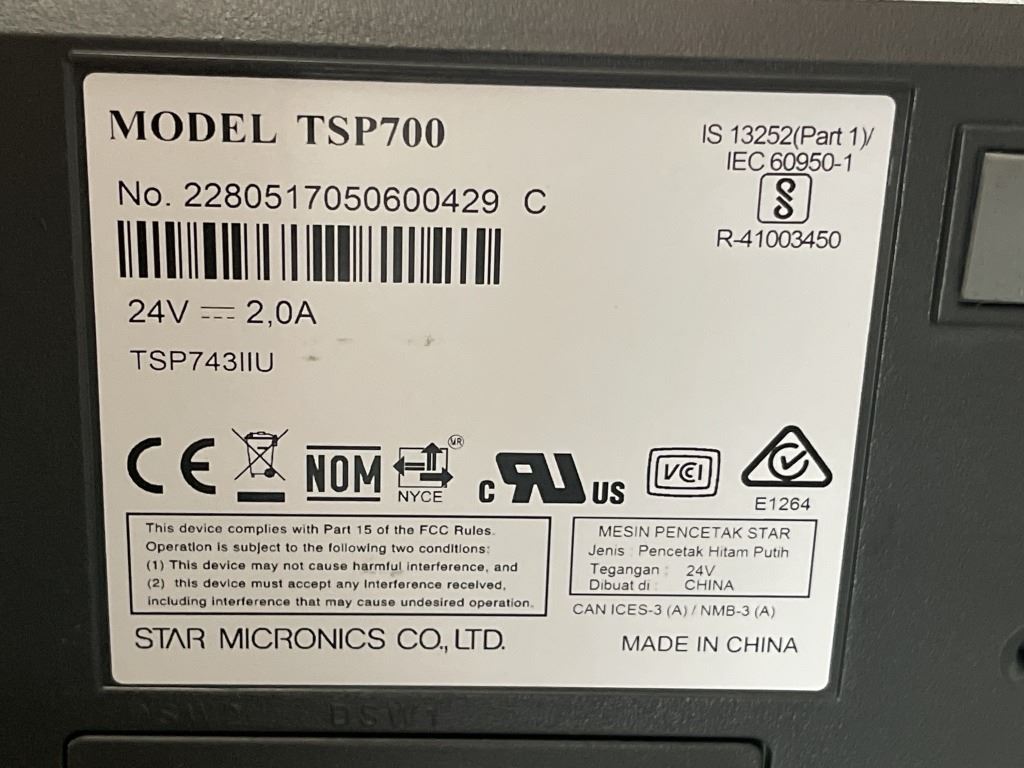 MODEL TSP700
IS 13252(Part 1)/
IEC 60950-1
No. 2280517050600429 C
R-41003450
24V 2,0A
TSP743IIU
CE
NOM
NYCE
MR
C RU US
VCCI
E1264
This device complies with Part 15 of the FCC Rules.
Operation is subject to the following two conditions:
(1) This device may not cause harmful interference, and
(2) this device must accept any interference received,
including interference that may cause undesired operation.
MESIN PENCETAK STAR
Jenis : Pencetak Hitam Putih
Tegangan : 24V
Dibuat di : CHINA
CAN ICES-3 (A) / NMB-3 (A)
STAR MICRONICS CO., LTD.
MADE IN CHINA
DSW1